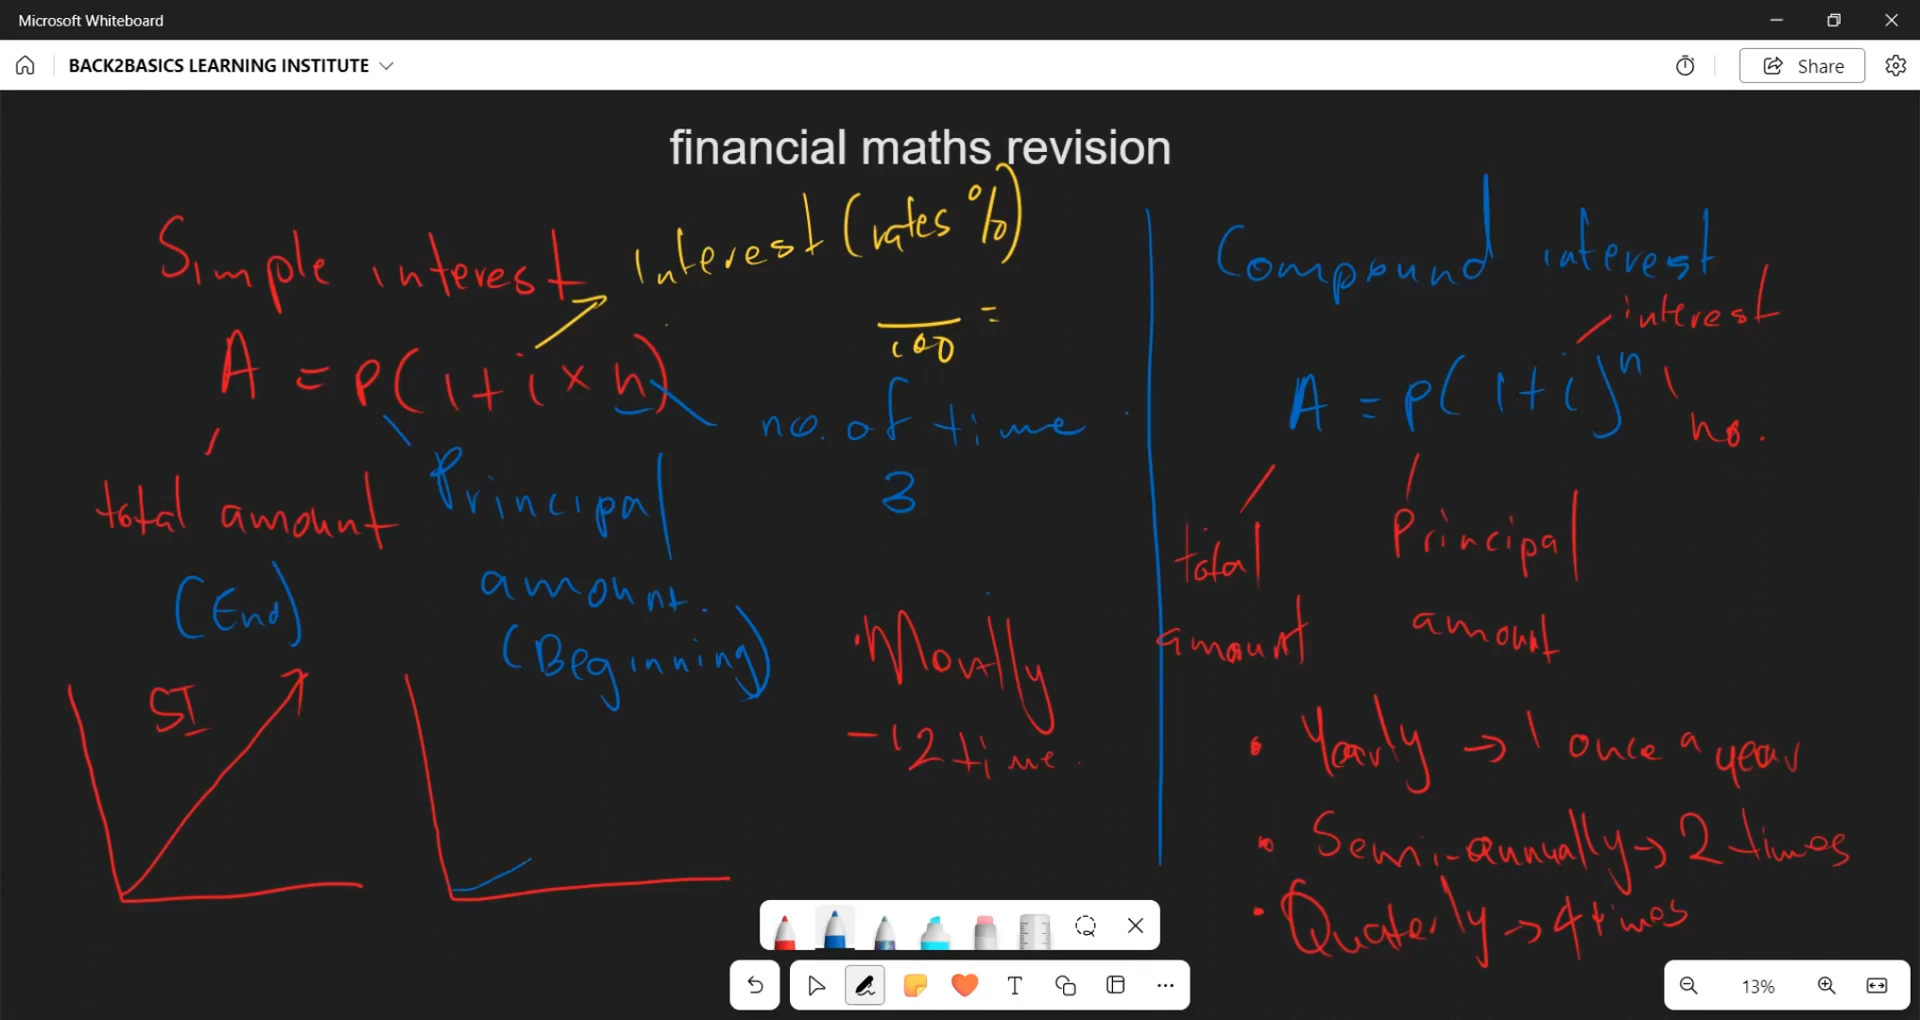 Microsoft Whiteboard
BACK2BASICS LEARNING INSTITUTE
Share
financial maths revision
Simple interest
Interest (rates %)
100 =
A = P(1+i×n)
no. of time
3
total amount
(End)
Principal
amount.
(Beginning)
SI
Montlly
-12 time.
Compound interest
interest
A = P(1+i)^n
no.
total
amount
Principal
amount
• Yearly → 1 once a year
• Semi-annually → 2 times
• Quaterly → 4 times
13%